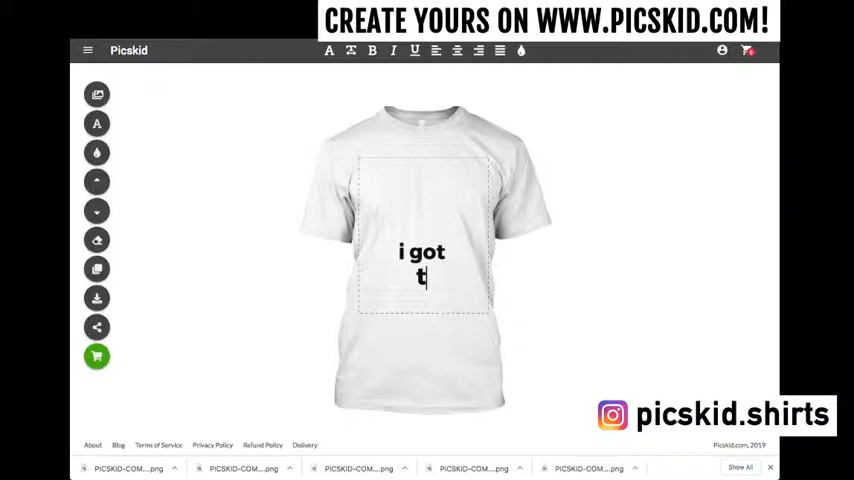 CREATE YOURS ON WWW.PICSKID.COM!
Picskid
A T B I U
A
i got
t
picskid.shirts
About Blog Terms of Service Privacy Policy Refund Policy Delivery
Picskid.com, 2019
PICSKID-COM....png PICSKID-COM....png PICSKID-COM....png PICSKID-COM....png PICSKID-COM....png Show All